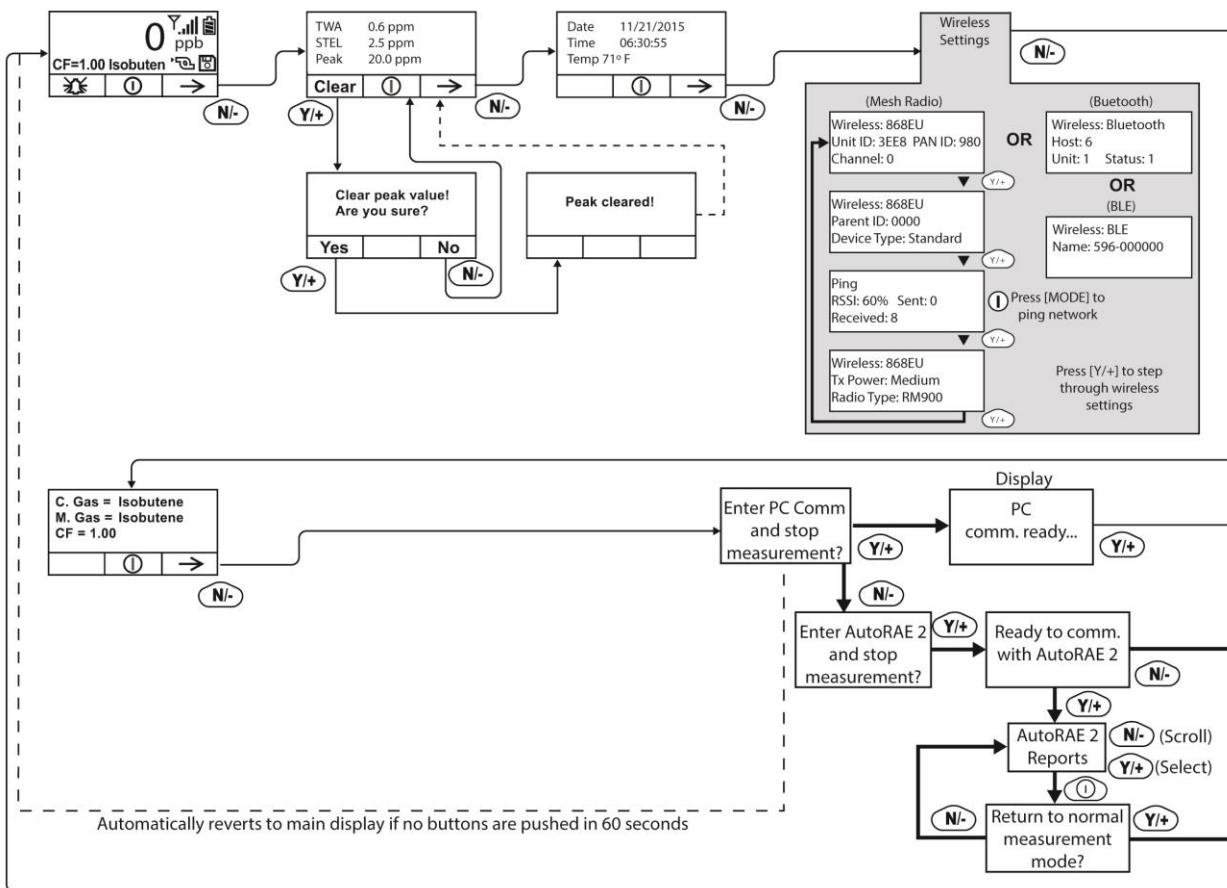 0
ppb
CF=1.00 Isobuten
→
N/-
TWA 0.6 ppm
STEL 2.5 ppm
Peak 20.0 ppm
Clear →
Y/+
N/-
Date 11/21/2015
Time 06:30:55
Temp 71º F
→
N/-
Clear peak value!
Are you sure?
Yes No
Y/+
N/-
Peak cleared!
Wireless
Settings
N/-
(Mesh Radio)
Wireless: 868EU
Unit ID: 3EE8 PAN ID: 980
Channel: 0
Y/+
Wireless: 868EU
Parent ID: 0000
Device Type: Standard
Y/+
Ping
RSSI: 60% Sent: 0
Received: 8
Y/+
Wireless: 868EU
Tx Power: Medium
Radio Type: RM900
Y/+
OR
(Buetooth)
Wireless: Bluetooth
Host: 6
Unit: 1 Status: 1
OR
(BLE)
Wireless: BLE
Name: 596-000000
Press [MODE] to
ping network
Press [Y/+] to step
through wireless
settings
C. Gas = Isobutene
M. Gas = Isobutene
CF = 1.00
→
N/-
Enter PC Comm
and stop
measurement?
Y/+
N/-
Display
PC
comm. ready...
Y/+
Enter AutoRAE 2
and stop
measurement?
Y/+
Ready to comm.
with AutoRAE 2
N/-
Y/+
AutoRAE 2
Reports
N/- (Scroll)
Y/+ (Select)
Return to normal
measurement
mode?
N/-
Y/+
Automatically reverts to main display if no buttons are pushed in 60 seconds